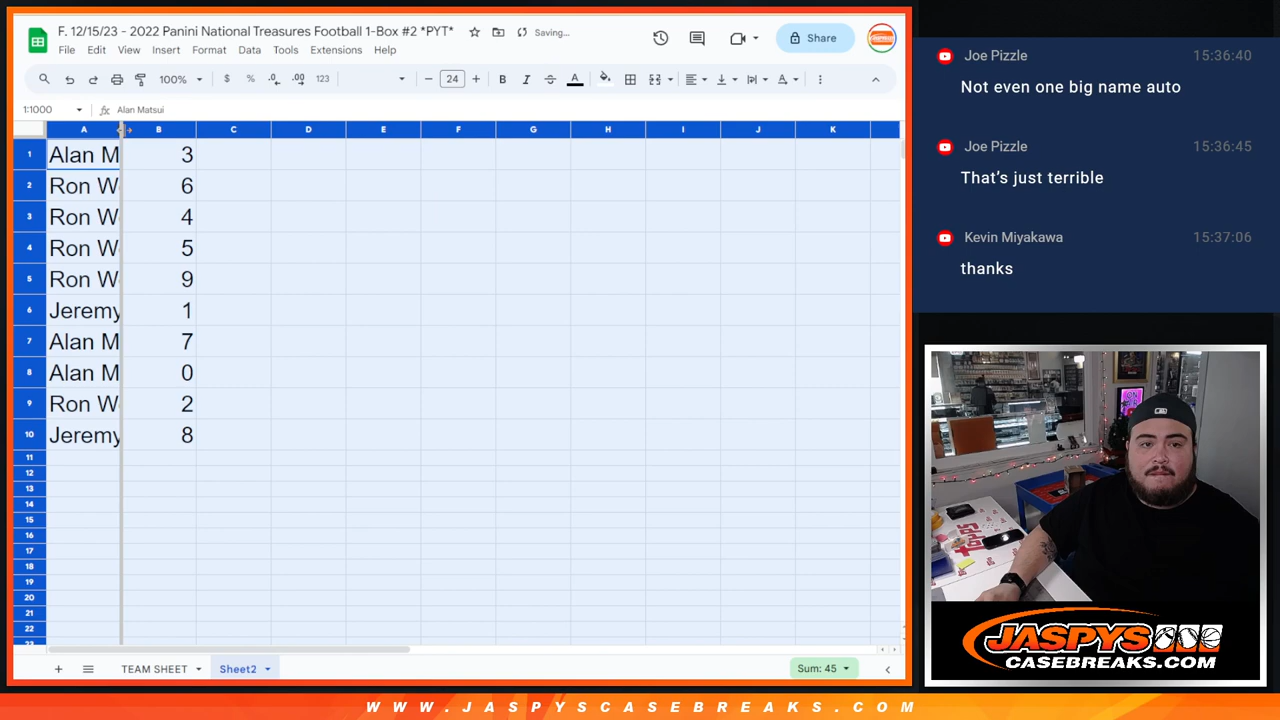 F. 12/15/23 - 2022 Panini National Treasures Football 1-Box #2 *PYT*
Saving...
File Edit View Insert Format Data Tools Extensions Help
Share
100% $ % .0 .00 123 24 B I A
1:1000 fx Alan Matsui
A B C D E F G H I J K
1 Alan M 3
2 Ron W 6
3 Ron W 4
4 Ron W 5
5 Ron W 9
6 Jeremy 1
7 Alan M 7
8 Alan M 0
9 Ron W 2
10 Jeremy 8
11
12
13
14
15
16
17
18
19
20
21
22
TEAM SHEET Sheet2 Sum: 45
Joe Pizzle 15:36:40
Not even one big name auto
Joe Pizzle 15:36:45
That's just terrible
Kevin Miyakawa 15:37:06
thanks
topps
JASPYS
CASEBREAKS.COM
WWW.JASPYSCASEBREAKS.COM